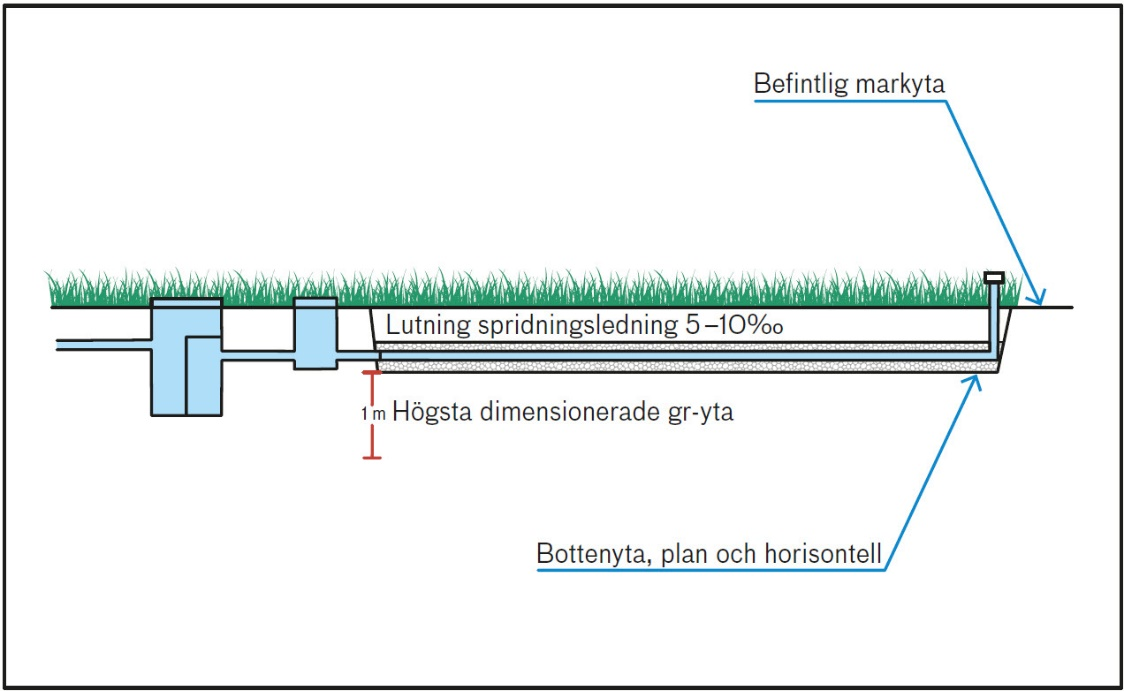 Befintlig markyta
Lutning spridningsledning 5–10‰
1 m Högsta dimensionerade gr-yta
Bottenyta, plan och horisontell